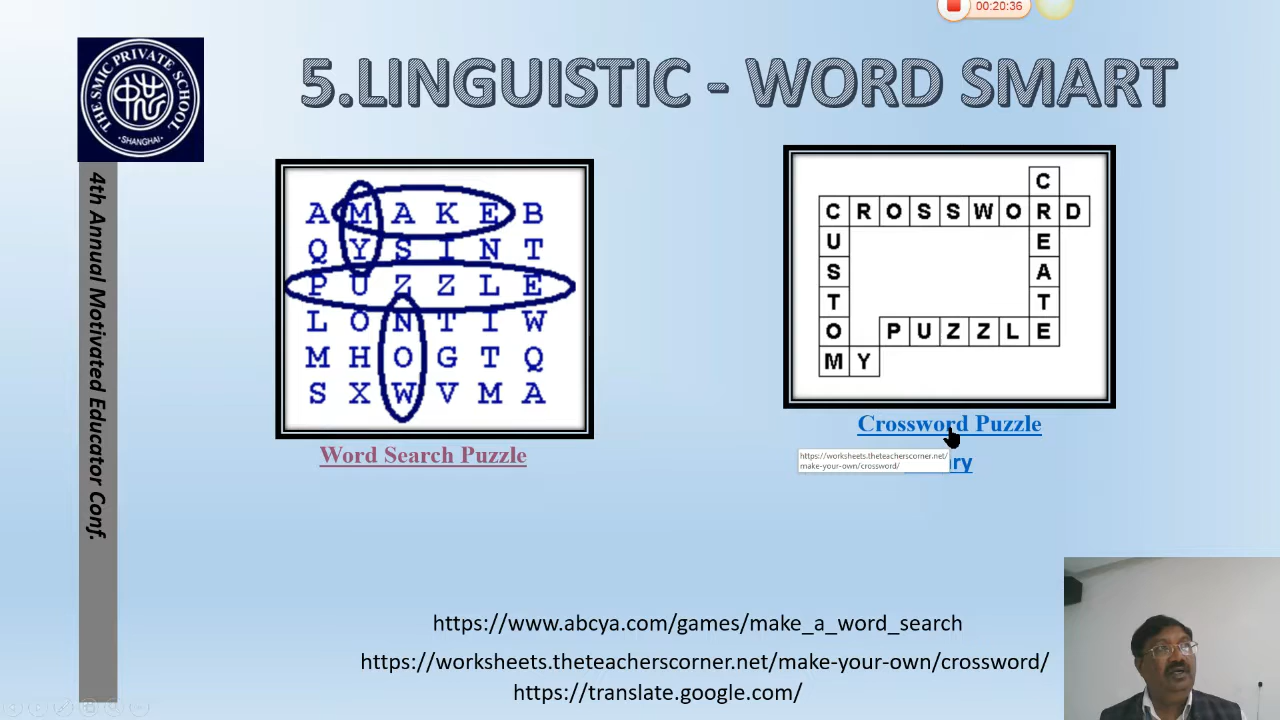 00:20:36
THE SMIC PRIVATE SCHOOL
·SHANGHAI·
4th Annual Motivated Educator Conf.
5.LINGUISTIC - WORD SMART
A M A K E B
Q Y S I N T
P U Z Z L E
L O N T I W
M H O G T Q
S X W V M A
Word Search Puzzle
C
C R O S S W O R D
U E
S A
T T
O P U Z Z L E
M Y
Crossword Puzzle
https://worksheets.theteacherscorner.net/
make-your-own/crossword/
https://www.abcya.com/games/make_a_word_search
https://worksheets.theteacherscorner.net/make-your-own/crossword/
https://translate.google.com/